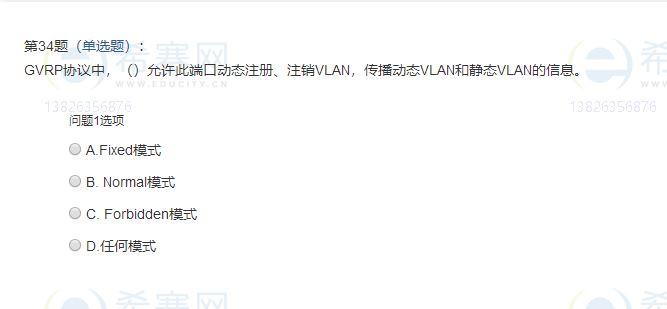 第34题（单选题）：
GVRP协议中，（）允许此端口动态注册、注销VLAN，传播动态VLAN和静态VLAN的信息。
希赛网
WWW.EDUCITY.CN
13826356876
13826356876
问题1选项
A.Fixed模式
B. Normal模式
C. Forbidden模式
D.任何模式
希赛网